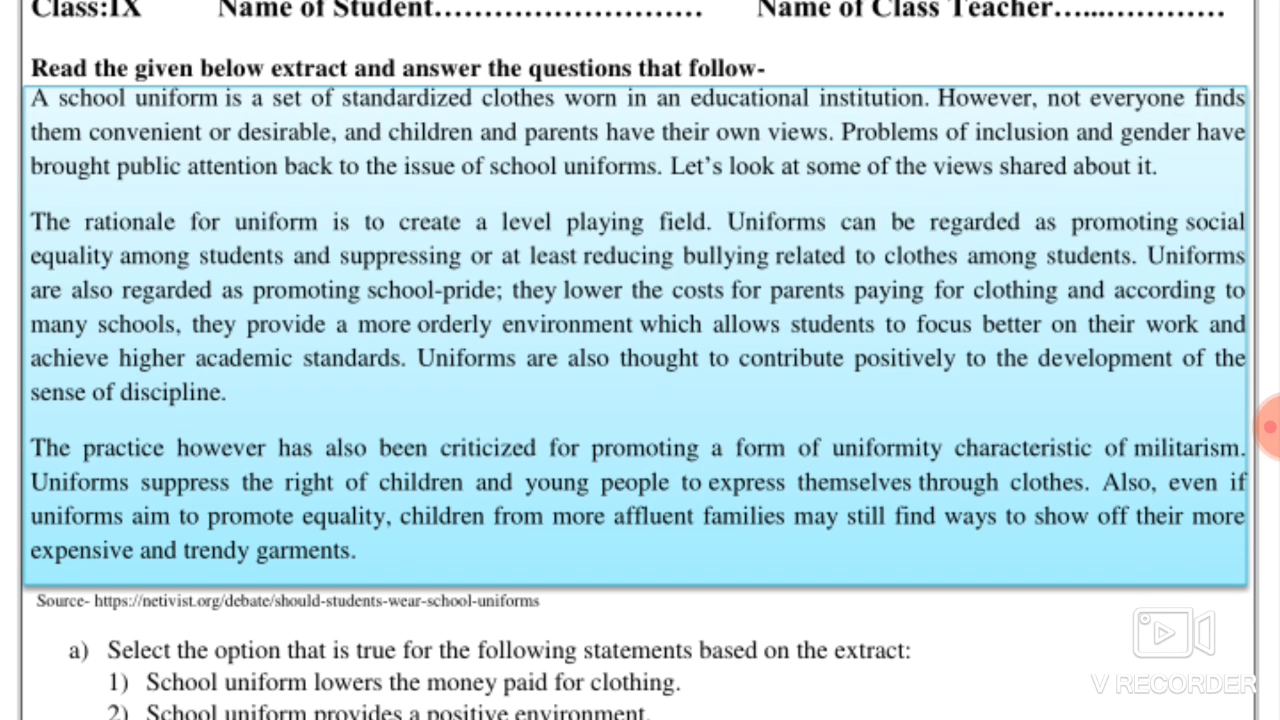 Class:IX Name of Student........................... Name of Class Teacher.................
Read the given below extract and answer the questions that follow-
A school uniform is a set of standardized clothes worn in an educational institution. However, not everyone finds
them convenient or desirable, and children and parents have their own views. Problems of inclusion and gender have
brought public attention back to the issue of school uniforms. Let's look at some of the views shared about it.
The rationale for uniform is to create a level playing field. Uniforms can be regarded as promoting social
equality among students and suppressing or at least reducing bullying related to clothes among students. Uniforms
are also regarded as promoting school-pride; they lower the costs for parents paying for clothing and according to
many schools, they provide a more orderly environment which allows students to focus better on their work and
achieve higher academic standards. Uniforms are also thought to contribute positively to the development of the
sense of discipline.
The practice however has also been criticized for promoting a form of uniformity characteristic of militarism.
Uniforms suppress the right of children and young people to express themselves through clothes. Also, even if
uniforms aim to promote equality, children from more affluent families may still find ways to show off their more
expensive and trendy garments.
Source- https://netivist.org/debate/should-students-wear-school-uniforms
a) Select the option that is true for the following statements based on the extract:
1) School uniform lowers the money paid for clothing.
V RECORDER
2) School uniform provides a positive environment.